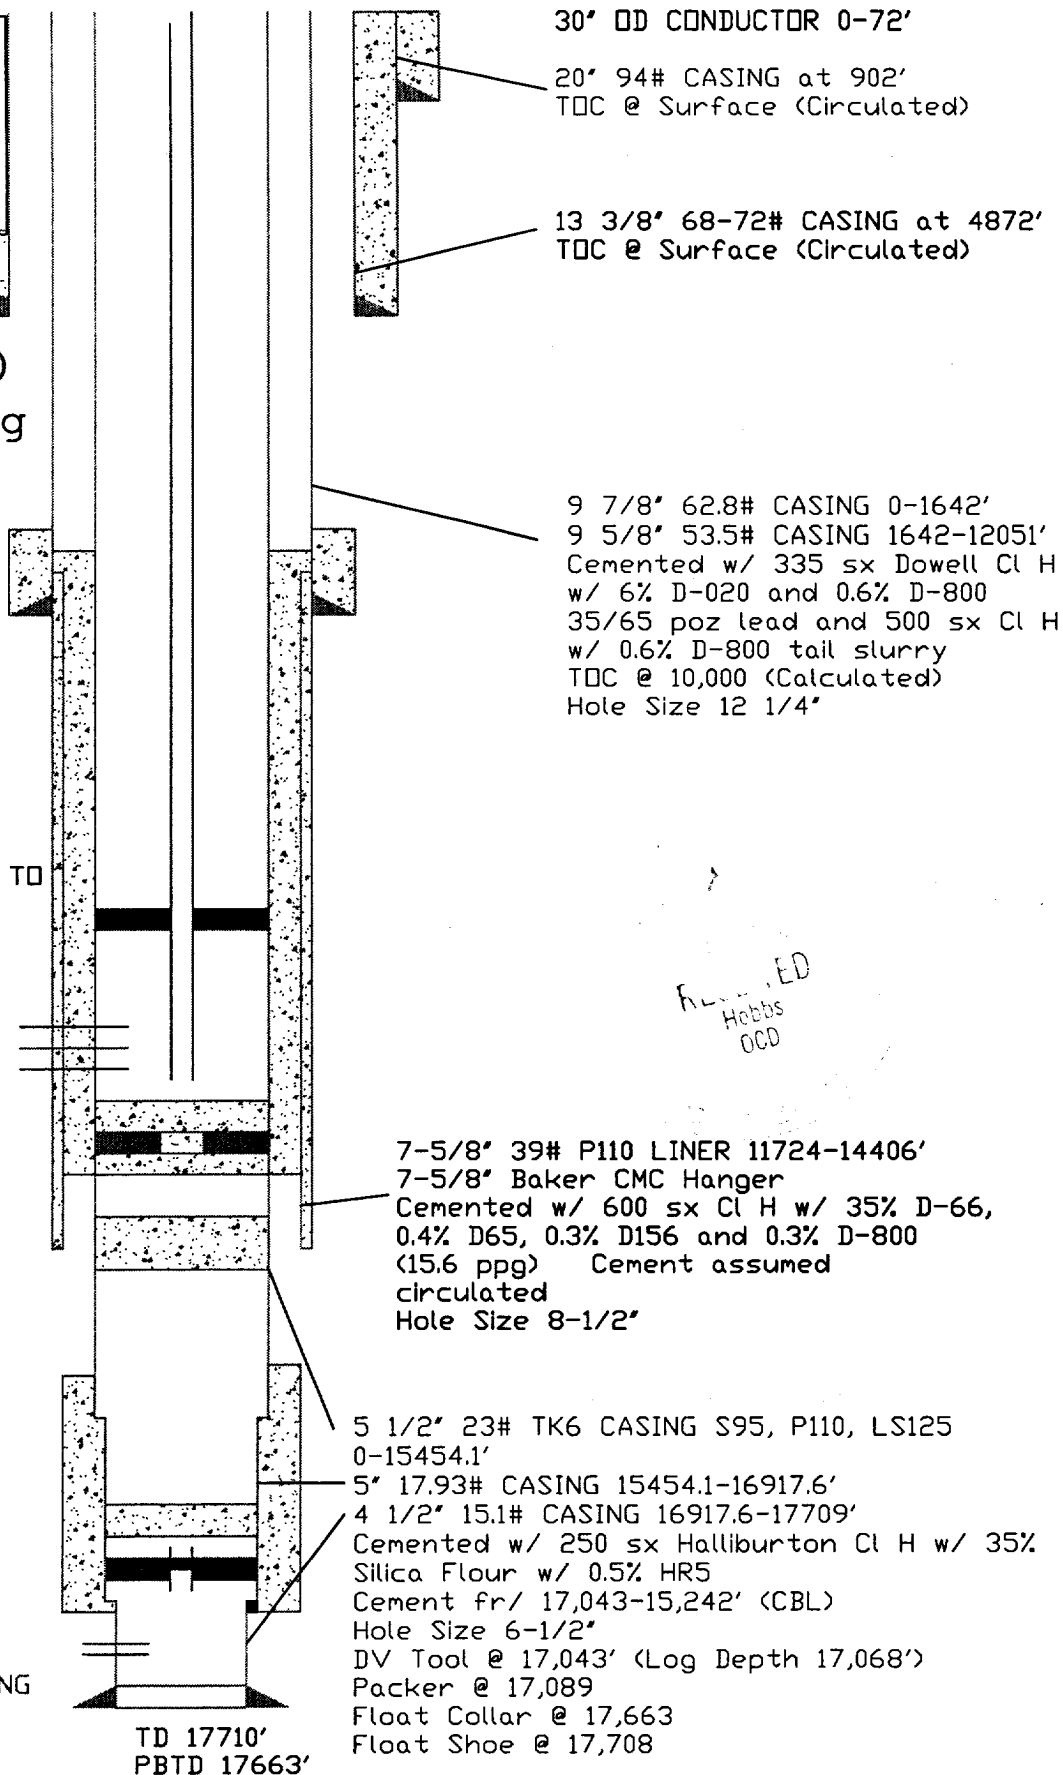 30" OD CONDUCTOR 0-72'
20" 94# CASING at 902'
TOC @ Surface (Circulated)
13 3/8" 68-72# CASING at 4872'
TOC @ Surface (Circulated)
)
g
9 7/8" 62.8# CASING 0-1642'
9 5/8" 53.5# CASING 1642-12051'
Cemented w/ 335 sx Dowell Cl H
w/ 6% D-020 and 0.6% D-800
35/65 poz lead and 500 sx Cl H
w/ 0.6% D-800 tail slurry
TOC @ 10,000 (Calculated)
Hole Size 12 1/4"
TO
Hobbs
OCD
7-5/8" 39# P110 LINER 11724-14406'
7-5/8" Baker CMC Hanger
Cemented w/ 600 sx Cl H w/ 35% D-66,
0.4% D65, 0.3% D156 and 0.3% D-800
(15.6 ppg) Cement assumed
circulated
Hole Size 8-1/2"
5 1/2" 23# TK6 CASING S95, P110, LS125
0-15454.1'
5" 17.93# CASING 15454.1-16917.6'
4 1/2" 15.1# CASING 16917.6-17709'
Cemented w/ 250 sx Halliburton Cl H w/ 35%
Silica Flour w/ 0.5% HR5
Cement fr/ 17,043-15,242' (CBL)
Hole Size 6-1/2"
DV Tool @ 17,043' (Log Depth 17,068')
Packer @ 17,089
Float Collar @ 17,663
Float Shoe @ 17,708
NG
TD 17710'
PBTD 17663'